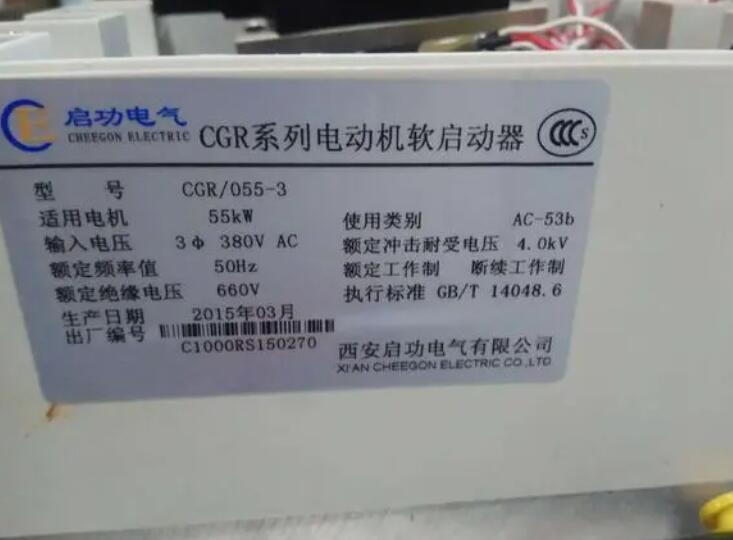 启功电气
CHEEGON ELECTRIC
CGR系列电动机软启动器
CCC S
型 号 CGR/055-3
适用电机 55kW
使用类别 AC-53b
输入电压 3φ 380V AC
额定冲击耐受电压 4.0kV
额定频率值 50Hz
额定工作制 断续工作制
额定绝缘电压 660V
执行标准 GB/T 14048.6
生产日期 2015年03月
出厂编号
C1000RS150270
西安启功电气有限公司
XI'AN CHEEGON ELECTRIC CO.,LTD